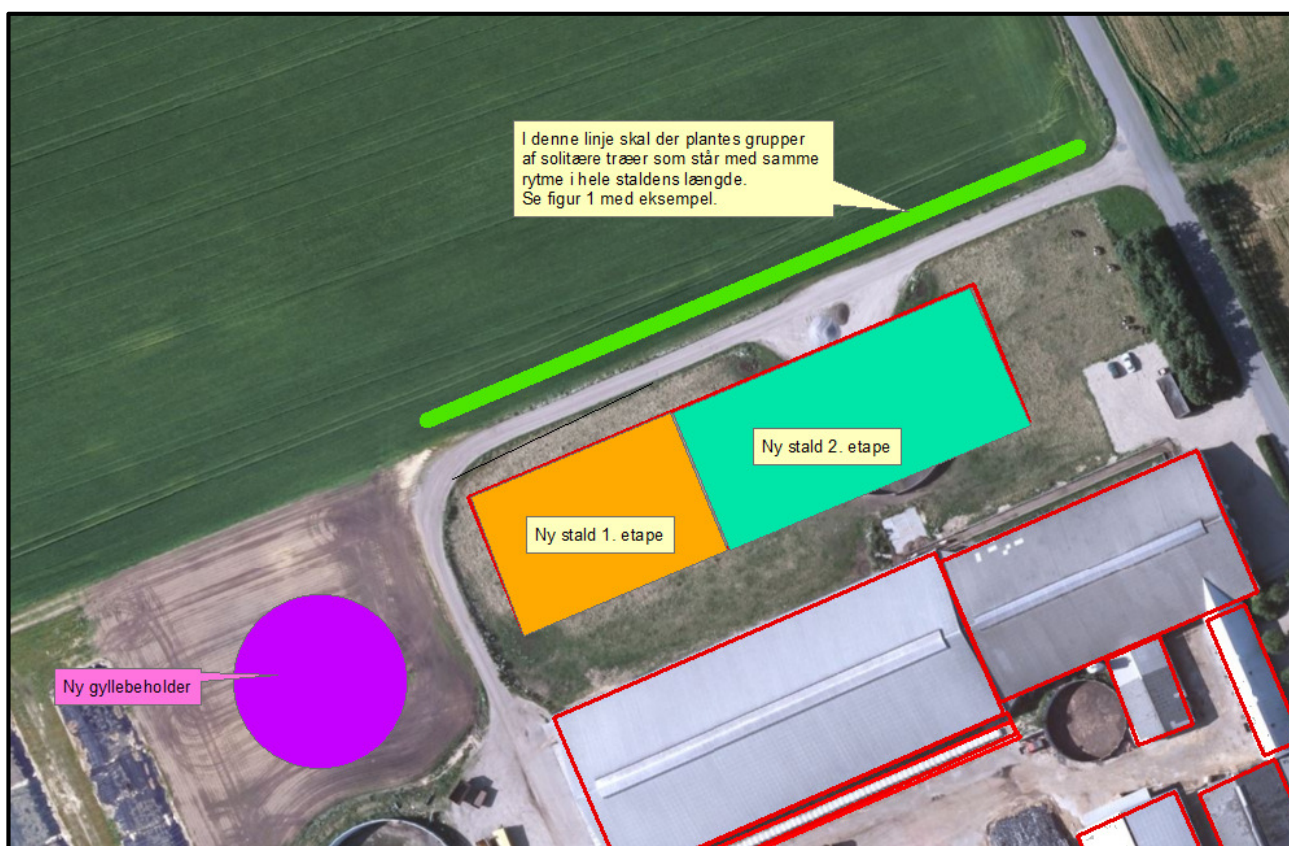 I denne linje skal der plantes grupper
af solitære træer som står med samme
rytme i hele staldens længde.
Se figur 1 med eksempel.
Ny stald 2. etape
Ny stald 1. etape
Ny gyllebeholder